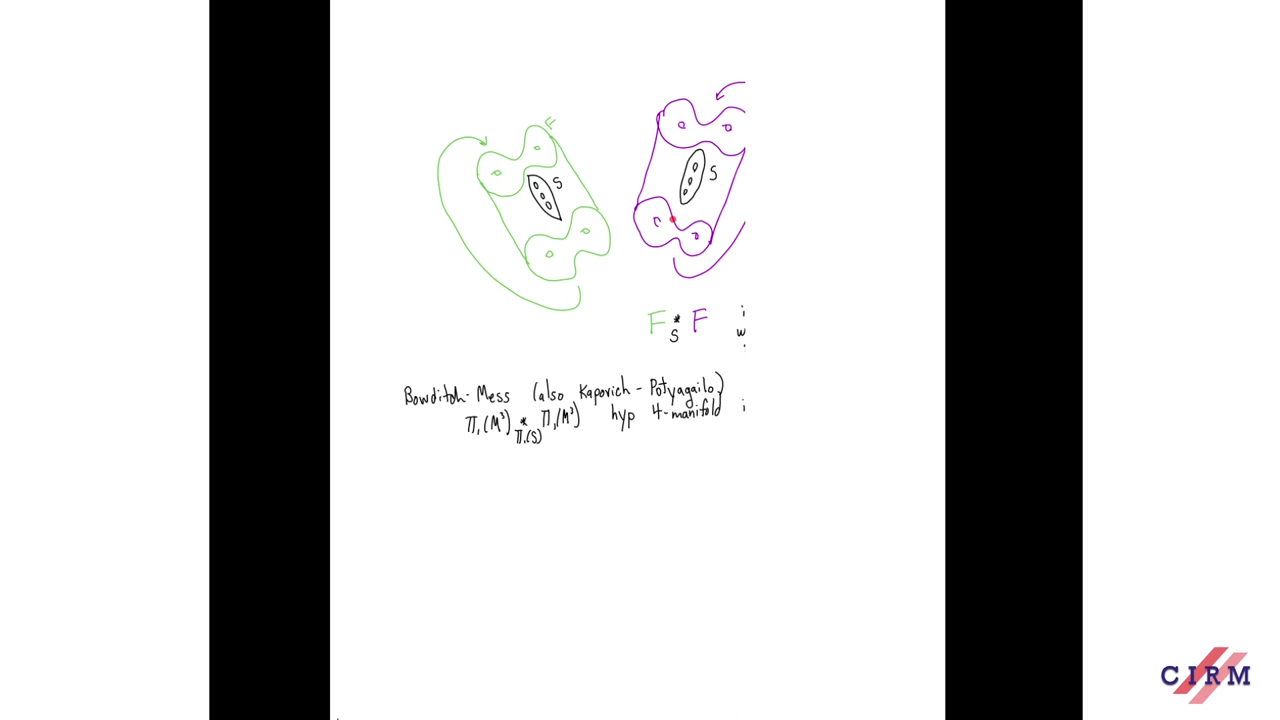 F
S
S
F * F
S
Bowditch-Mess (also Kapovich-Potyagailo)
π₁(M³) * π₁(M³) hyp 4-manifold
π₁(S)
CIRM